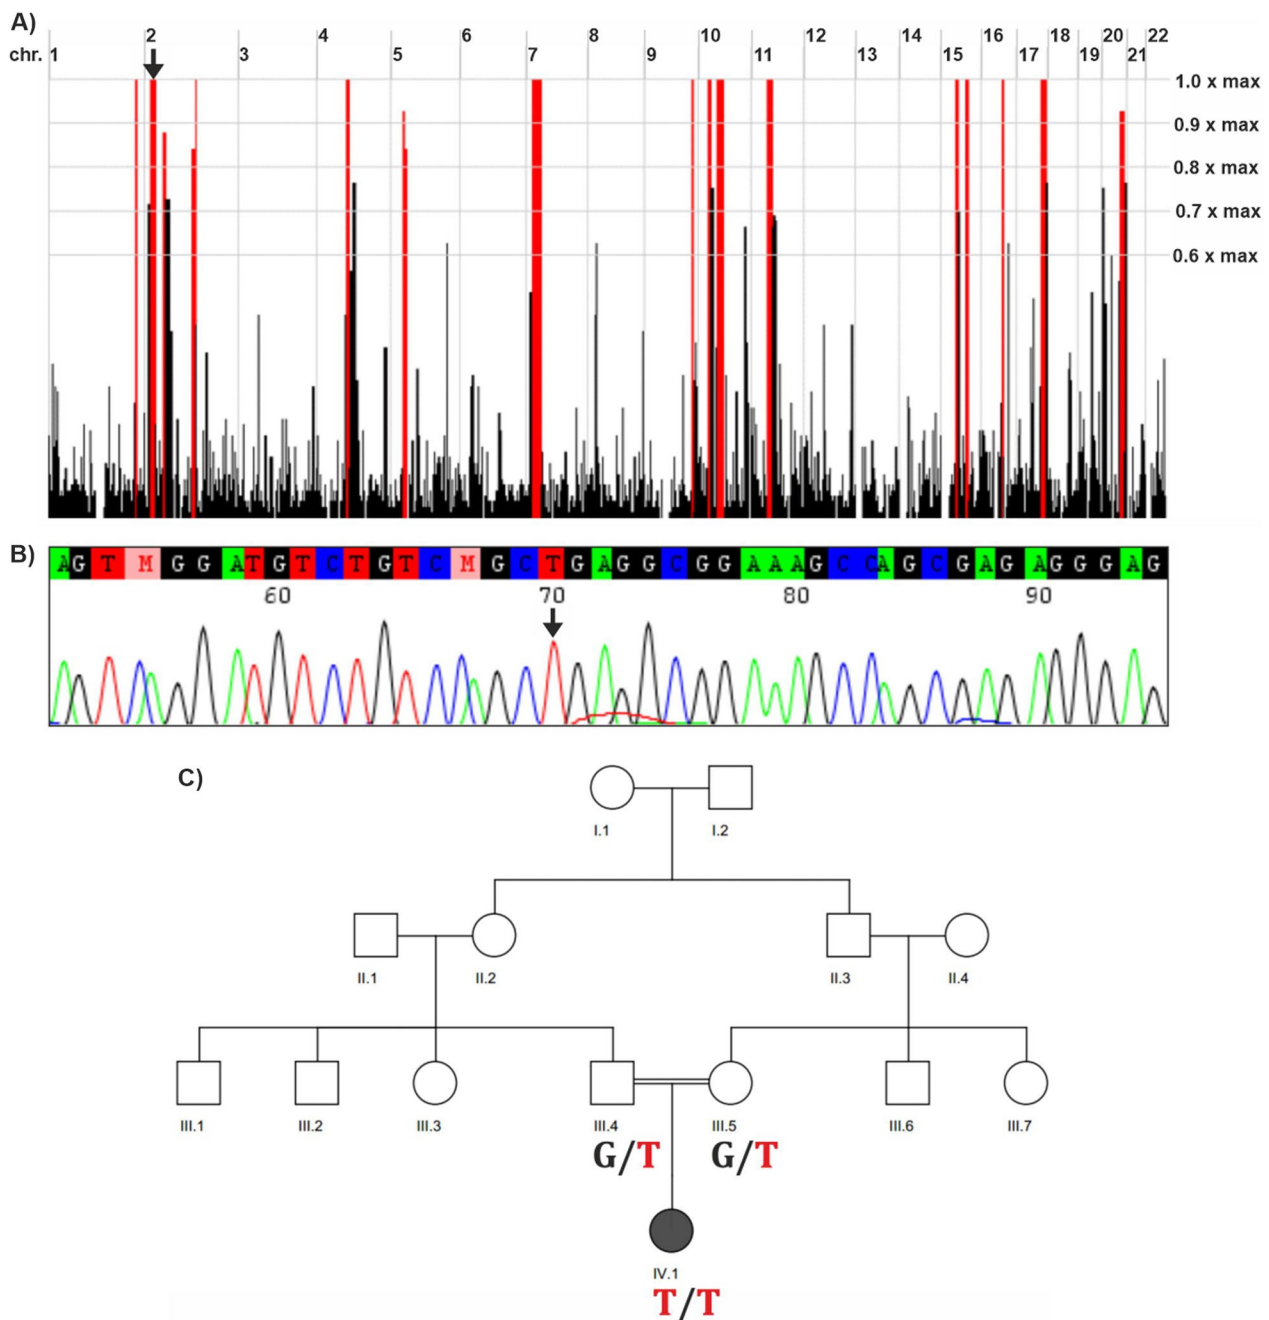 A)
chr.
1 2 3 4 5 6 7 8 9 10 11 12 13 14 15 16 17 18 19 20 21 22
1.0 x max
0.9 x max
0.8 x max
0.7 x max
0.6 x max
B)
A G T M G G A T G T C T G T C M G C T G A G G C G G A A A G C C A G C G A G A G G G A G
60 70 80 90
C)
I.1 I.2
II.1 II.2 II.3 II.4
III.1 III.2 III.3 III.4 III.5 III.6 III.7
G/T G/T
IV.1
T/T